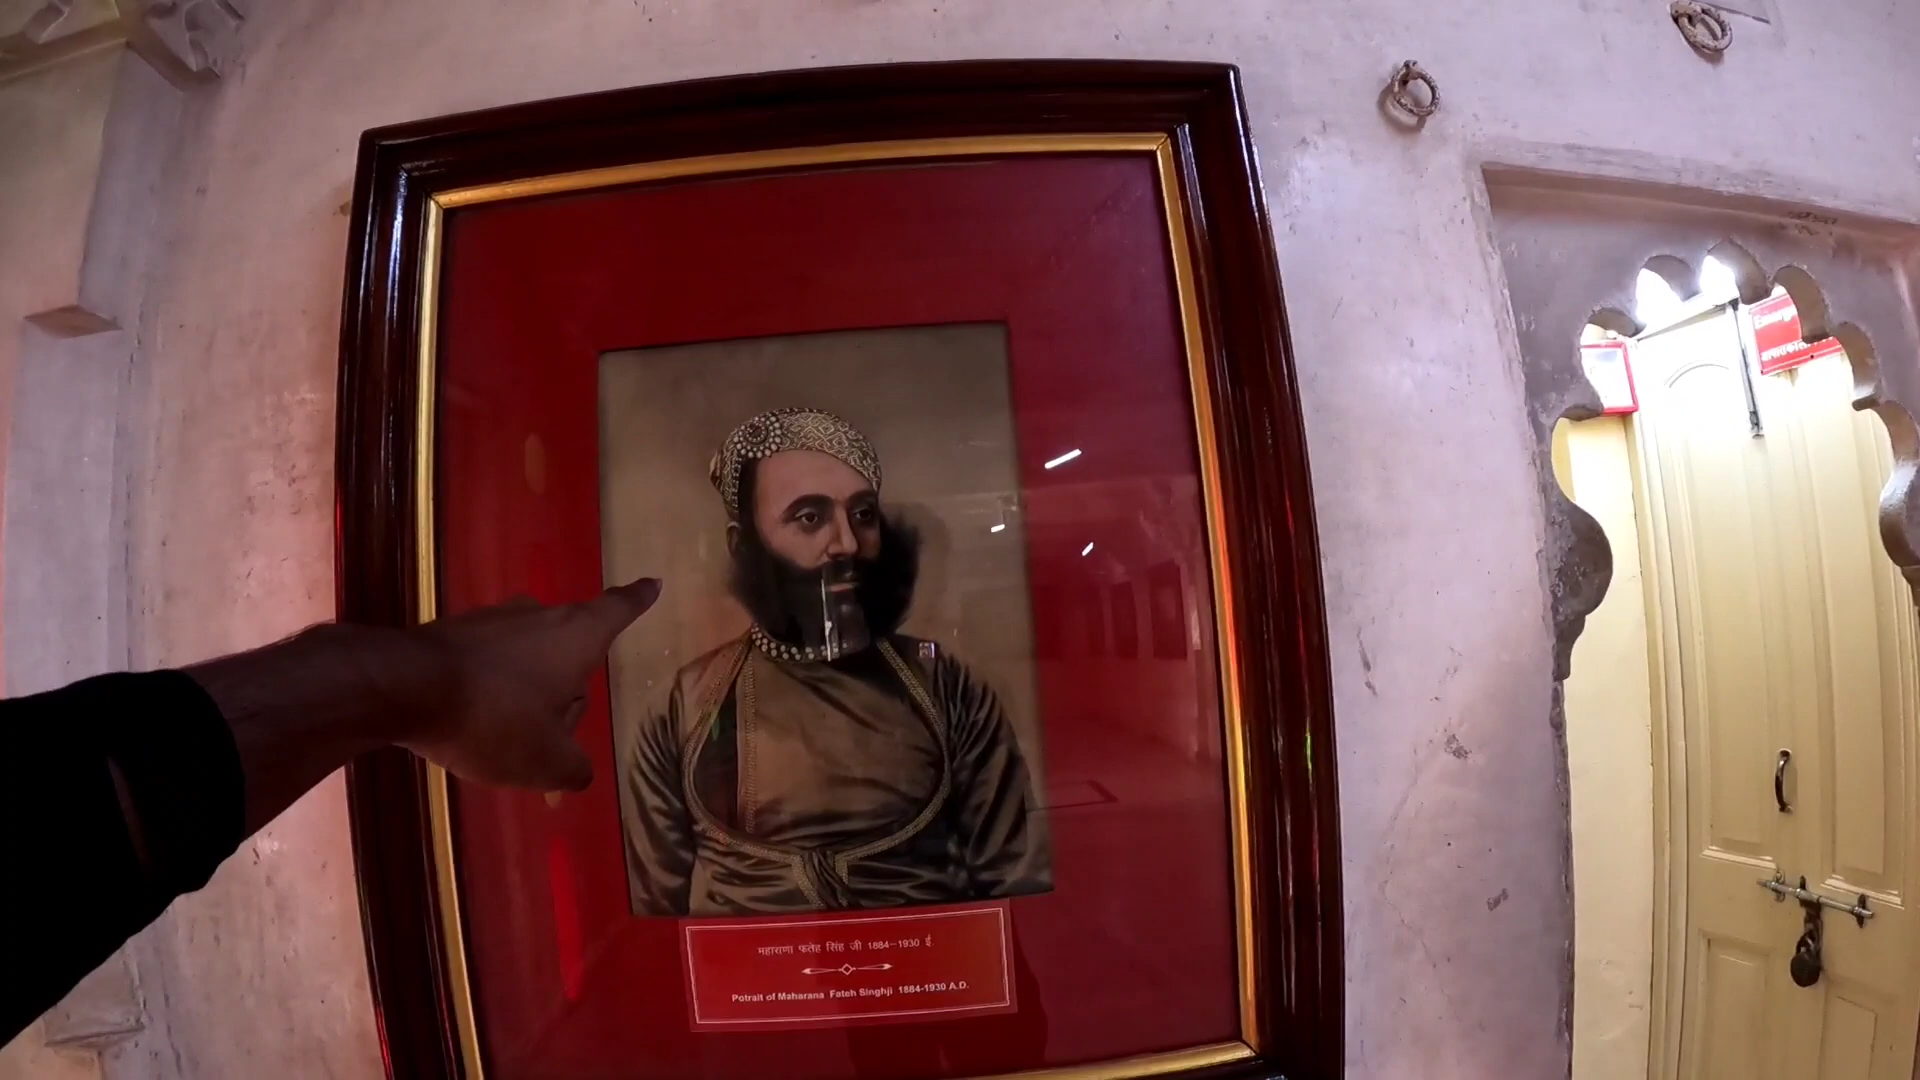 महाराणा फतेह सिंह जी 1884-1930 ई.
Potrait of Maharana Fateh Singhji 1884-1930 A.D.